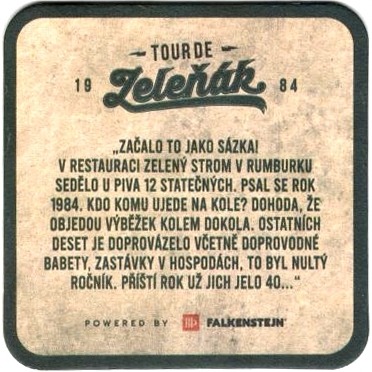 TOUR DE
19 Zeleňák 84
„ZAČALO TO JAKO SÁZKA!
V RESTAURACI ZELENÝ STROM V RUMBURKU
SEDĚLO U PIVA 12 STATEČNÝCH. PSAL SE ROK
1984. KDO KOMU UJEDE NA KOLE? DOHODA, ŽE
OBJEDOU VÝBĚŽEK KOLEM DOKOLA. OSTATNÍCH
DESET JE DOPROVÁZELO VČETNĚ DOPROVODNÉ
BABETY, ZASTÁVKY V HOSPODÁCH, TO BYL NULTÝ
ROČNÍK. PŘÍŠTÍ ROK UŽ JICH JELO 40..."
POWERED BY FALKENSTEJN